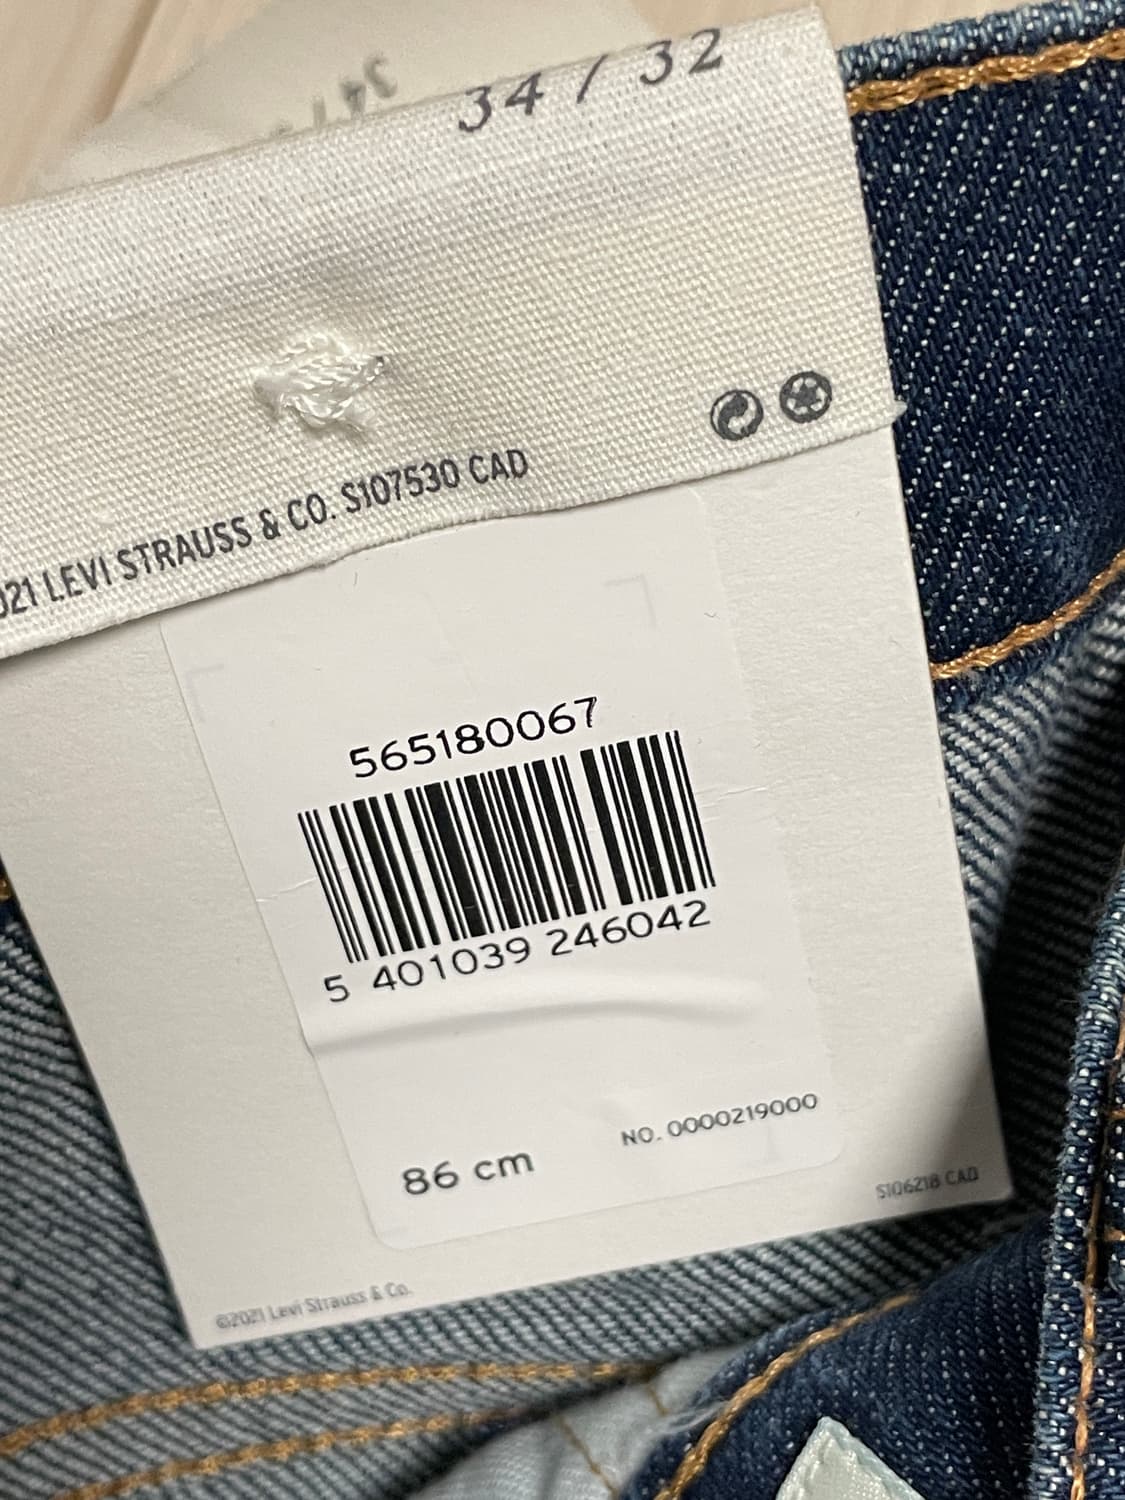 34 / 32
021 LEVI STRAUSS & CO. S107530 CAD
565180067
5 401039 246042
NO. 0000219000
86 cm
S106218 CAD
©2021 Levi Strauss & Co.